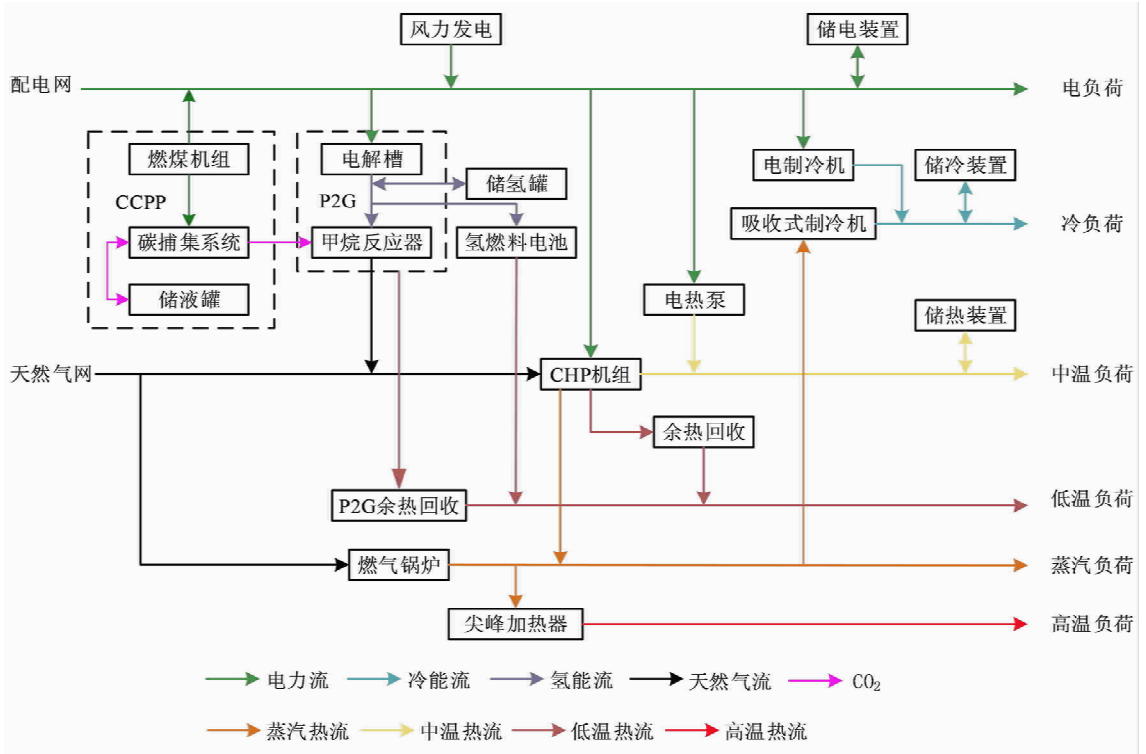 风力发电
储电装置
配电网
电负荷
燃煤机组
电解槽
储氢罐
电制冷机
储冷装置
CCPP
P2G
碳捕集系统
甲烷反应器
氢燃料电池
吸收式制冷机
冷负荷
储液罐
电热泵
储热装置
天然气网
CHP机组
中温负荷
余热回收
P2G余热回收
低温负荷
燃气锅炉
蒸汽负荷
尖峰加热器
高温负荷
电力流
冷能流
氢能流
天然气流
CO₂
蒸汽热流
中温热流
低温热流
高温热流